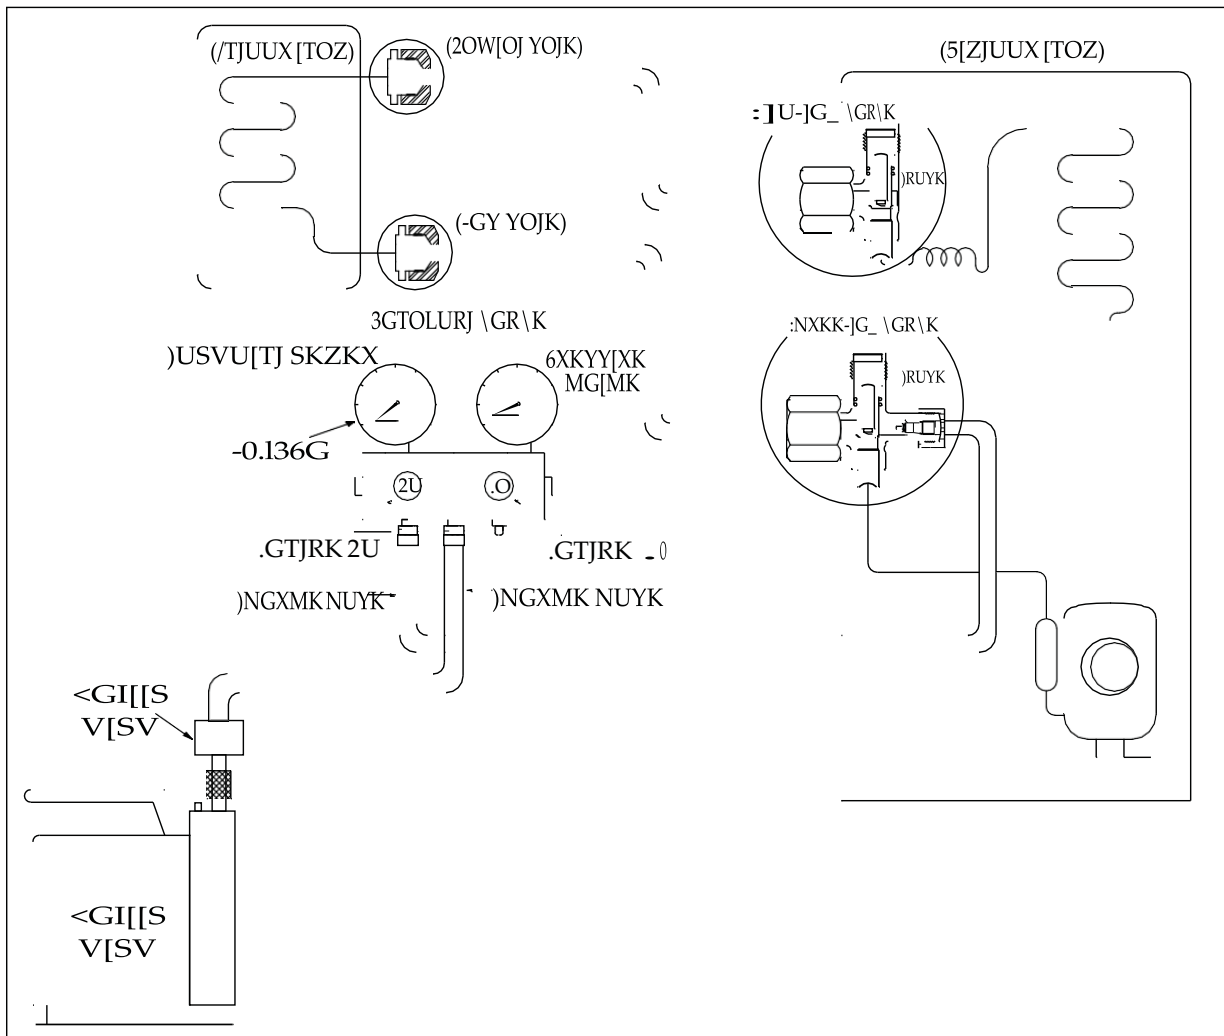 (/TJUUX [TOZ)
(2OW[OJ YOJK)
(5[ZJUUX [TOZ)
::]U-]G_ \GR\K
)RUYK
(-GY YOJK)
3GTOLURJ \GR\K
:NXKK-]G_ \GR\K
)USVU[TJ SKZKX
6XKYY[XK
MG[MK
)RUYK
-0.136G
2U
.O
.GTJRK 2U
.GTJRK
)NGXMK NUYK
)NGXMK NUYK
<GI[[S
V[SV
<GI[[S
V[SV